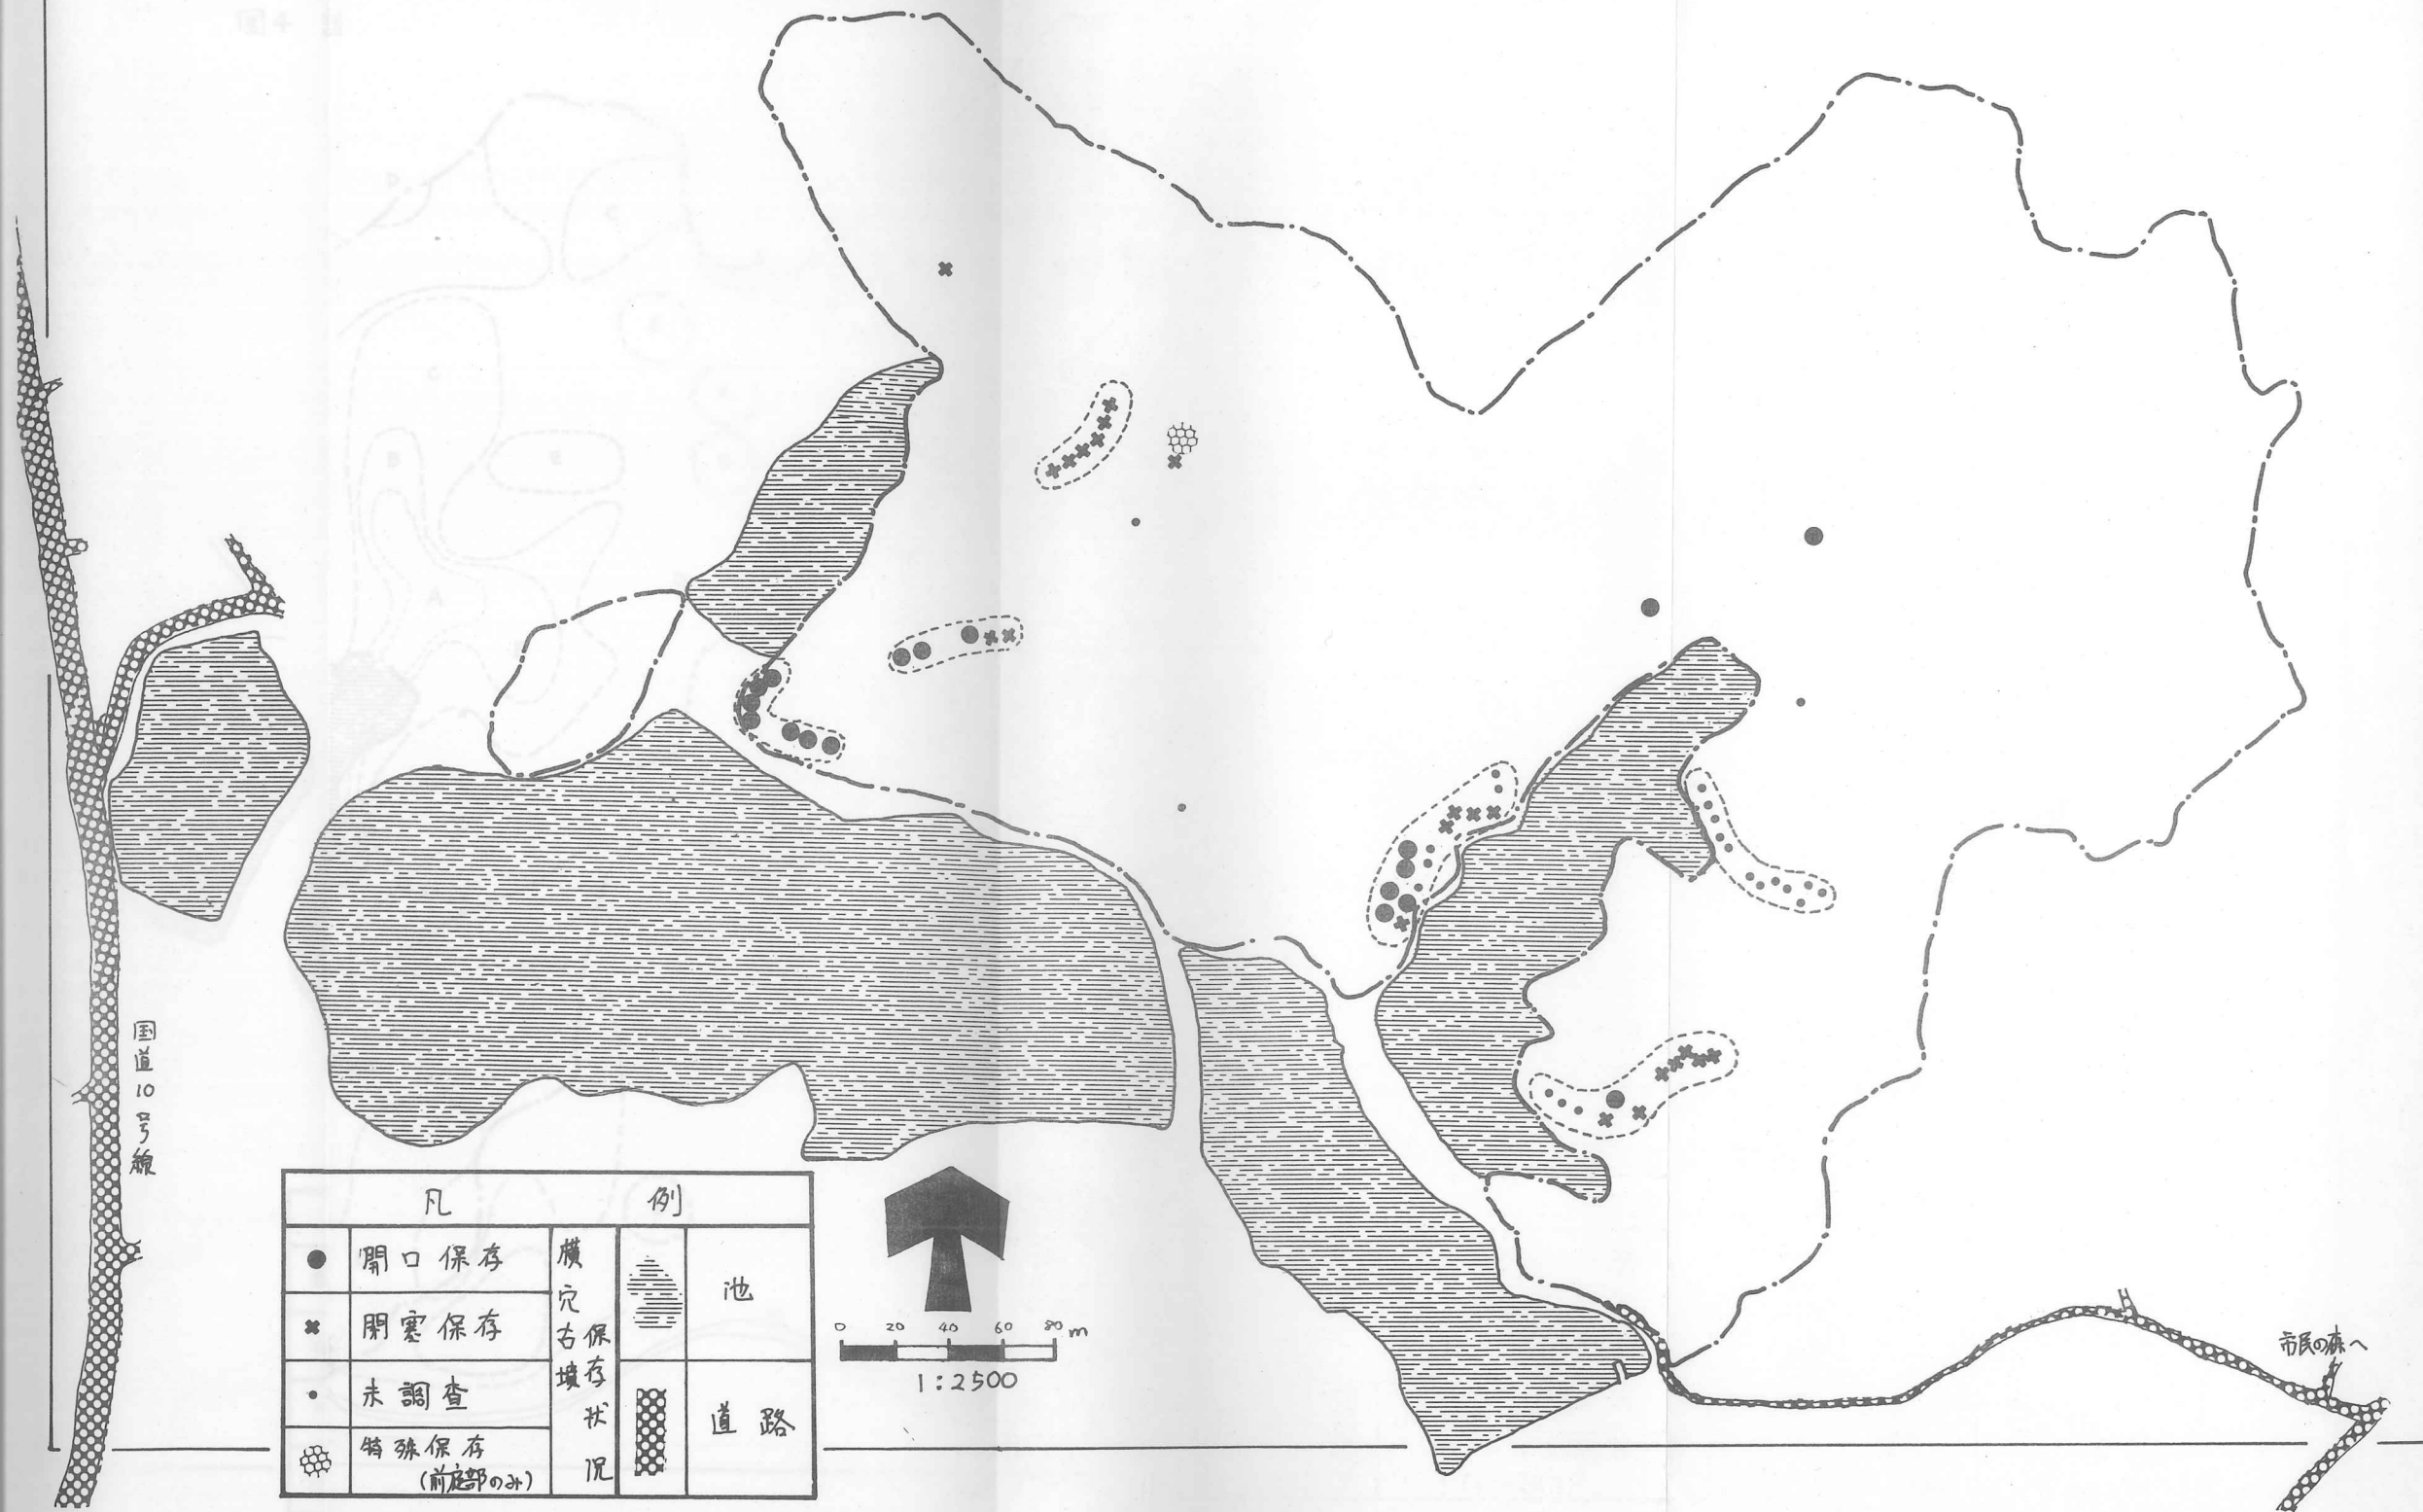 国道10号線
凡 例
開口保存
閉塞保存
未調査
特殊保存
(前庭部のみ)
横穴古墳
保存状況
池
道路
0 20 40 60 80 m
1:2500
市民の森へ